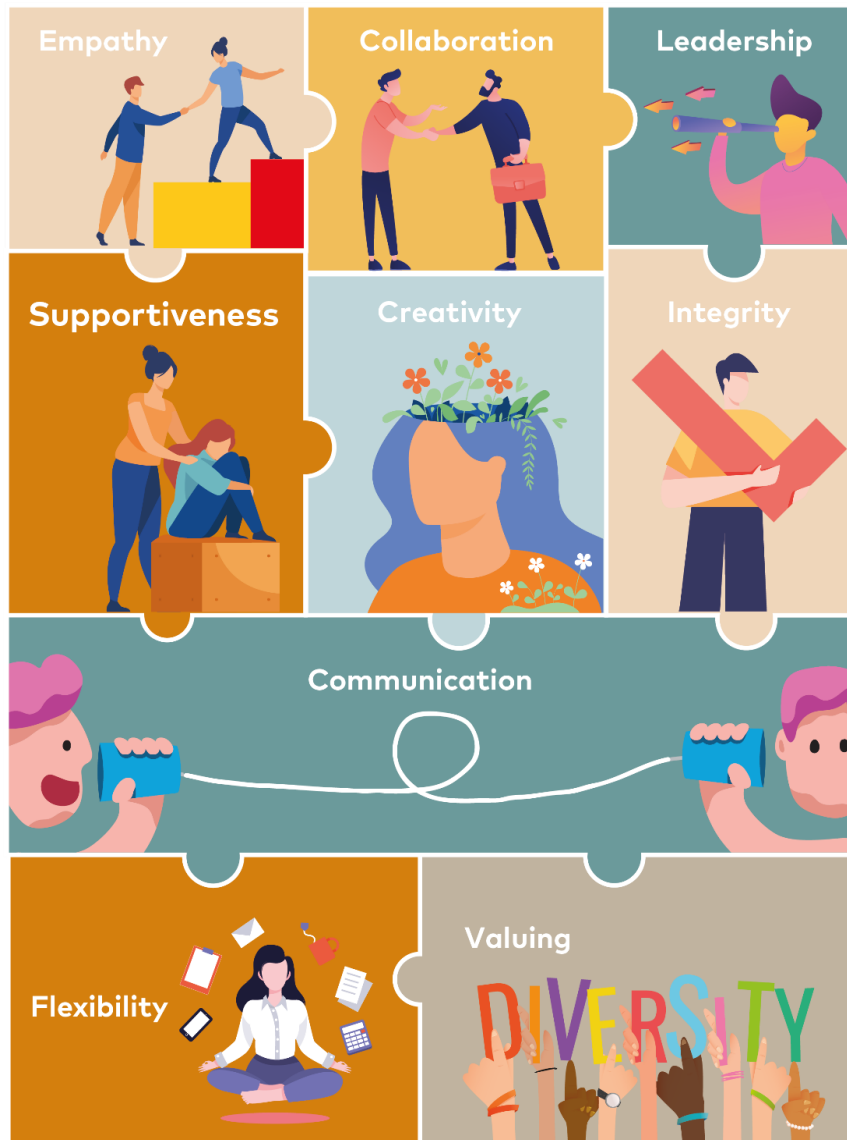 Empathy
Collaboration
Leadership
Supportiveness
Creativity
Integrity
Communication
Flexibility
Valuing
DIVERSITY